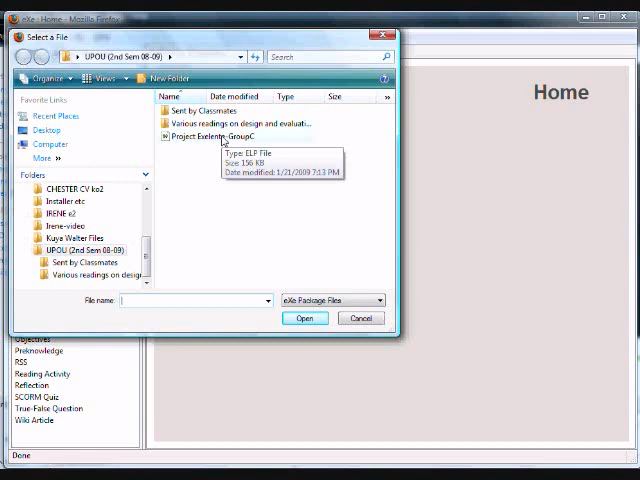 eXe : Home - Mozilla Firefox
Select a File
UPOU (2nd Sem 08-09)
Search
Organize
Views
New Folder
?
Favorite Links
Recent Places
Desktop
Computer
More »
Folders
CHESTER CV ko2
Installer etc
IRENE e2
Irene-video
Kuya Walter Files
UPOU (2nd Sem 08-09)
Sent by Classmates
Various readings on desig
Name Date modified Type Size »
Sent by Classmates
Various readings on design and evaluati...
Project Exelente-GroupC
Type: ELP File
Size: 156 KB
Date modified: 1/21/2009 7:13 PM
File name:
eXe Package Files
Open
Cancel
Home
Objectives
Preknowledge
RSS
Reading Activity
Reflection
SCORM Quiz
True-False Question
Wiki Article
Done